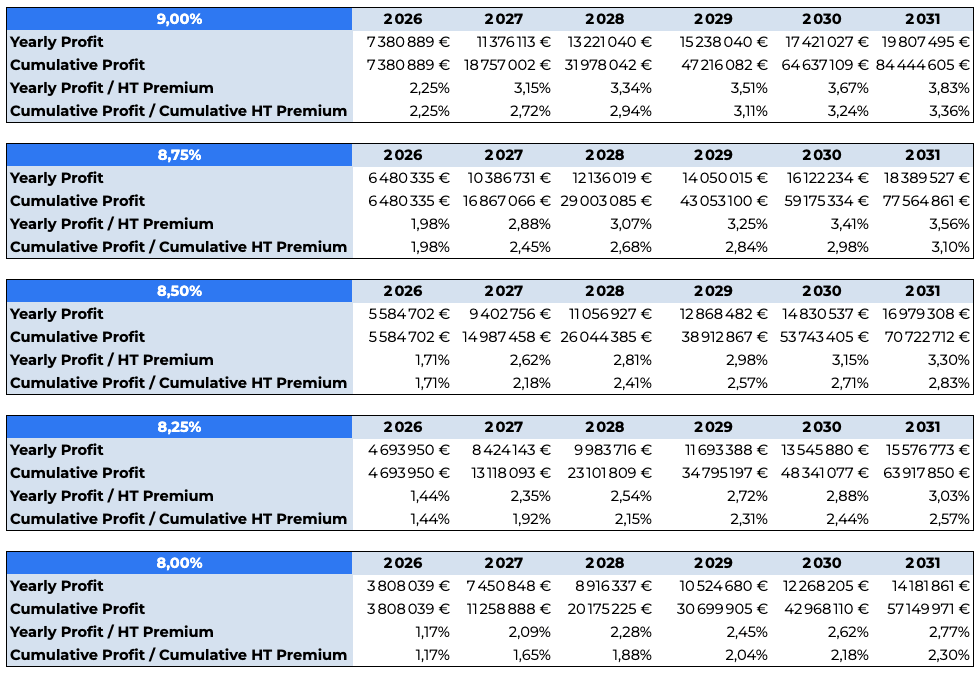 9,00% 2026 2027 2028 2029 2030 2031
Yearly Profit 7 380 889 € 11 376 113 € 13 221 040 € 15 238 040 € 17 421 027 € 19 807 495 €
Cumulative Profit 7 380 889 € 18 757 002 € 31 978 042 € 47 216 082 € 64 637 109 € 84 444 605 €
Yearly Profit / HT Premium 2,25% 3,15% 3,34% 3,51% 3,67% 3,83%
Cumulative Profit / Cumulative HT Premium 2,25% 2,72% 2,94% 3,11% 3,24% 3,36%
8,75% 2026 2027 2028 2029 2030 2031
Yearly Profit 6 480 335 € 10 386 731 € 12 136 019 € 14 050 015 € 16 122 234 € 18 389 527 €
Cumulative Profit 6 480 335 € 16 867 066 € 29 003 085 € 43 053 100 € 59 175 334 € 77 564 861 €
Yearly Profit / HT Premium 1,98% 2,88% 3,07% 3,25% 3,41% 3,56%
Cumulative Profit / Cumulative HT Premium 1,98% 2,45% 2,68% 2,84% 2,98% 3,10%
8,50% 2026 2027 2028 2029 2030 2031
Yearly Profit 5 584 702 € 9 402 756 € 11 056 927 € 12 868 482 € 14 830 537 € 16 979 308 €
Cumulative Profit 5 584 702 € 14 987 458 € 26 044 385 € 38 912 867 € 53 743 405 € 70 722 712 €
Yearly Profit / HT Premium 1,71% 2,62% 2,81% 2,98% 3,15% 3,30%
Cumulative Profit / Cumulative HT Premium 1,71% 2,18% 2,41% 2,57% 2,71% 2,83%
8,25% 2026 2027 2028 2029 2030 2031
Yearly Profit 4 693 950 € 8 424 143 € 9 983 716 € 11 693 388 € 13 545 880 € 15 576 773 €
Cumulative Profit 4 693 950 € 13 118 093 € 23 101 809 € 34 795 197 € 48 341 077 € 63 917 850 €
Yearly Profit / HT Premium 1,44% 2,35% 2,54% 2,72% 2,88% 3,03%
Cumulative Profit / Cumulative HT Premium 1,44% 1,92% 2,15% 2,31% 2,44% 2,57%
8,00% 2026 2027 2028 2029 2030 2031
Yearly Profit 3 808 039 € 7 450 848 € 8 916 337 € 10 524 680 € 12 268 205 € 14 181 861 €
Cumulative Profit 3 808 039 € 11 258 888 € 20 175 225 € 30 699 905 € 42 968 110 € 57 149 971 €
Yearly Profit / HT Premium 1,17% 2,09% 2,28% 2,45% 2,62% 2,77%
Cumulative Profit / Cumulative HT Premium 1,17% 1,65% 1,88% 2,04% 2,18% 2,30%